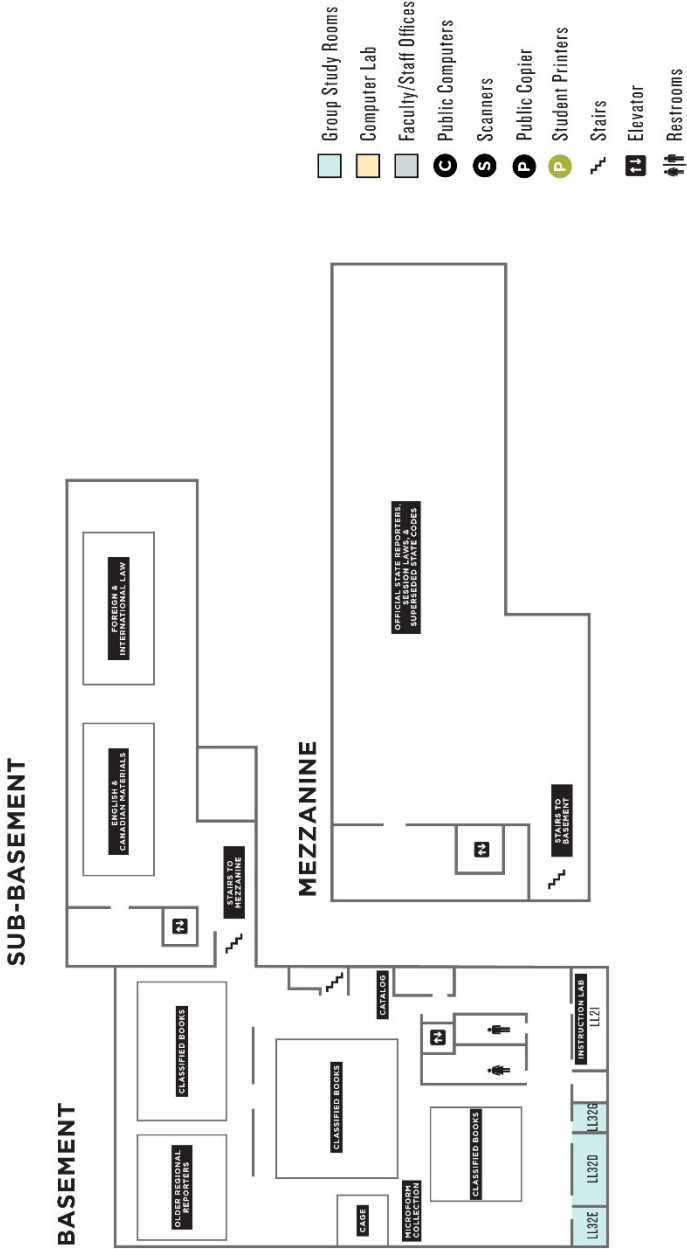 BASEMENT
SUB-BASEMENT
OLDER REGIONAL
REPORTERS
CLASSIFIED BOOKS
ENGLISH &
CANADIAN MATERIALS
FOREIGN &
INTERNATIONAL LAW
STAIRS TO
MEZZANINE
CAGE
CLASSIFIED BOOKS
MICROFORM
COLLECTION
CATALOG
CLASSIFIED BOOKS
LL32E
LL32D
LL32G
INSTRUCTION LAB
LL21
MEZZANINE
OFFICIAL STATE REPORTERS,
SESSION LAWS, &
SUPERSEDED STATE CODES
STAIRS TO
BASEMENT
Group Study Rooms
Computer Lab
Faculty/Staff Offices
C Public Computers
S Scanners
P Public Copier
P Student Printers
Stairs
Elevator
Restrooms